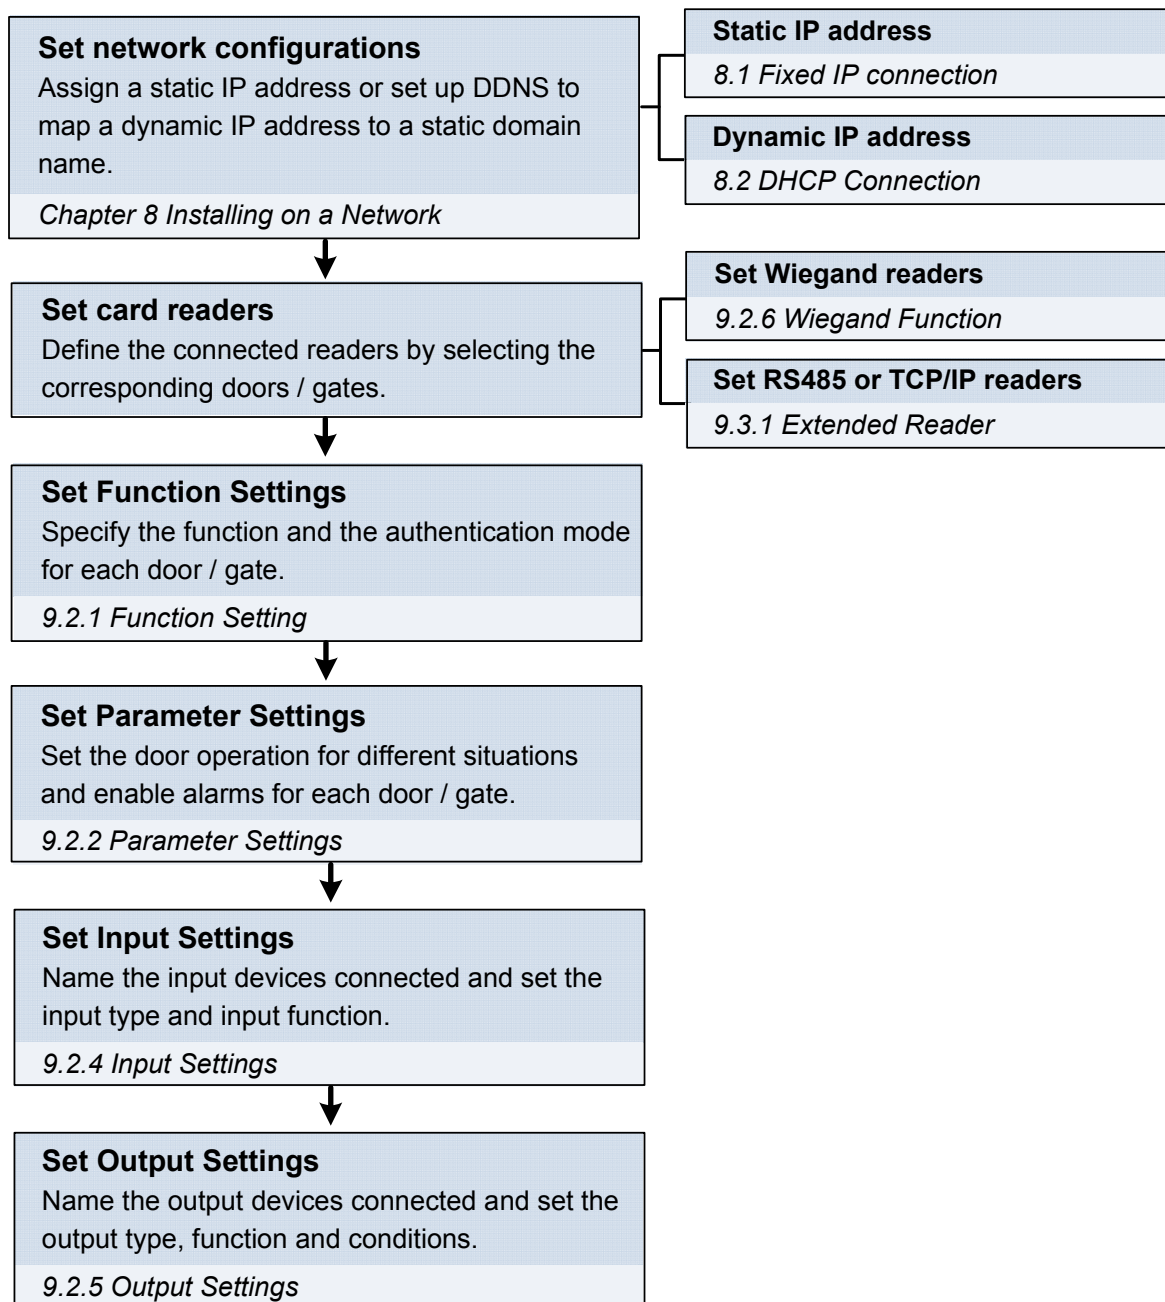 Set network configurations
Assign a static IP address or set up DDNS to
map a dynamic IP address to a static domain
name.
Chapter 8 Installing on a Network
Static IP address
8.1 Fixed IP connection
Dynamic IP address
8.2 DHCP Connection
Set card readers
Define the connected readers by selecting the
corresponding doors / gates.
Set Wiegand readers
9.2.6 Wiegand Function
Set RS485 or TCP/IP readers
9.3.1 Extended Reader
Set Function Settings
Specify the function and the authentication mode
for each door / gate.
9.2.1 Function Setting
Set Parameter Settings
Set the door operation for different situations
and enable alarms for each door / gate.
9.2.2 Parameter Settings
Set Input Settings
Name the input devices connected and set the
input type and input function.
9.2.4 Input Settings
Set Output Settings
Name the output devices connected and set the
output type, function and conditions.
9.2.5 Output Settings